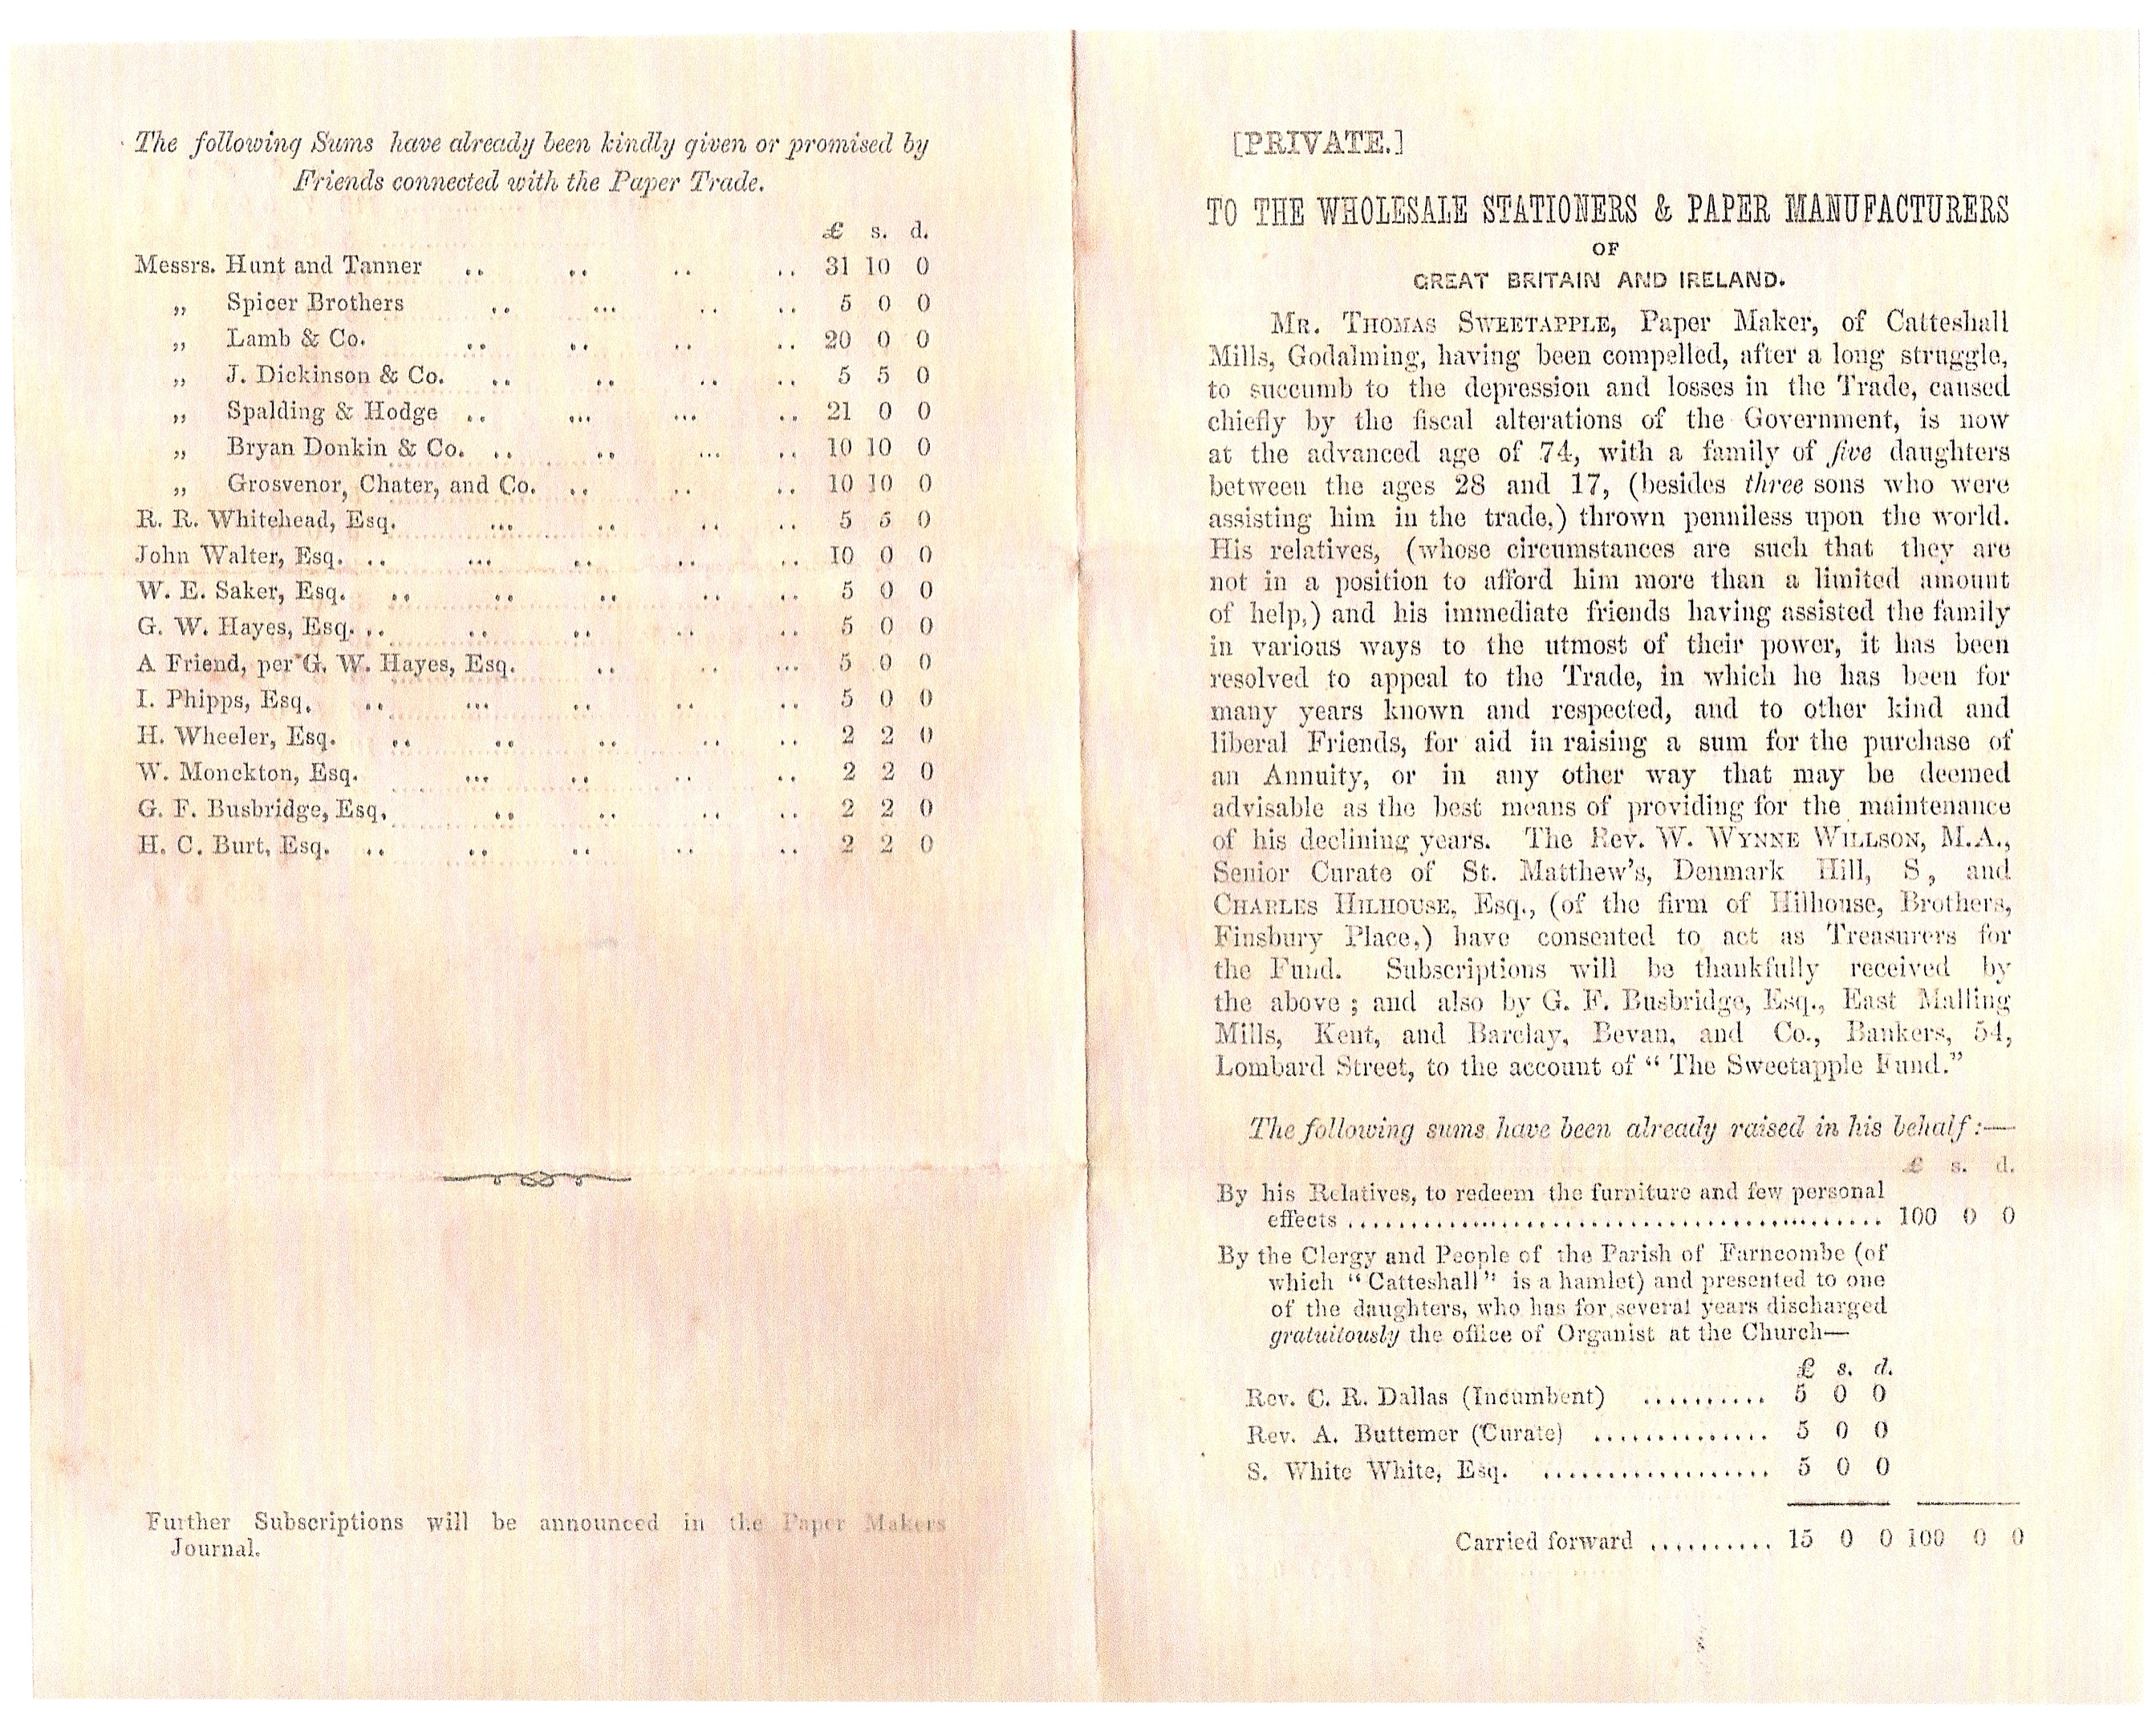 The following Sums have already been kindly given or promised by
Friends connected with the Paper Trade.
£ s. d.
Messrs. Hunt and Tanner .. .. .. .. 31 10 0
„ Spicer Brothers .. ... .. .. 5 0 0
„ Lamb & Co. .. .. .. .. 20 0 0
„ J. Dickinson & Co. .. .. .. .. 5 5 0
„ Spalding & Hodge .. ... ... .. 21 0 0
„ Bryan Donkin & Co. .. .. ... .. 10 10 0
„ Grosvenor, Chater, and Co. .. .. .. 10 10 0
R. R. Whitehead, Esq. ... .. .. .. 5 5 0
John Walter, Esq. .. ... .. .. .. 10 0 0
W. E. Saker, Esq. .. .. .. .. .. 5 0 0
G. W. Hayes, Esq. .. .. .. .. .. 5 0 0
A Friend, per G. W. Hayes, Esq. .. .. ... 5 0 0
I. Phipps, Esq. .. ... .. .. .. 5 0 0
H. Wheeler, Esq. .. .. .. .. .. 2 2 0
W. Monckton, Esq. ... .. .. .. 2 2 0
G. F. Busbridge, Esq. .. .. .. .. 2 2 0
H. C. Burt, Esq. .. .. .. .. .. 2 2 0
Further Subscriptions will be announced in the Paper Makers
Journal.
[PRIVATE.]
TO THE WHOLESALE STATIONERS & PAPER MANUFACTURERS
OF
GREAT BRITAIN AND IRELAND.
MR. THOMAS SWEETAPPLE, Paper Maker, of Catteshall
Mills, Godalming, having been compelled, after a long struggle,
to succumb to the depression and losses in the Trade, caused
chiefly by the fiscal alterations of the Government, is now
at the advanced age of 74, with a family of five daughters
between the ages 28 and 17, (besides three sons who were
assisting him in the trade,) thrown penniless upon the world.
His relatives, (whose circumstances are such that they are
not in a position to afford him more than a limited amount
of help,) and his immediate friends having assisted the family
in various ways to the utmost of their power, it has been
resolved to appeal to the Trade, in which he has been for
many years known and respected, and to other kind and
liberal Friends, for aid in raising a sum for the purchase of
an Annuity, or in any other way that may be deemed
advisable as the best means of providing for the maintenance
of his declining years. The Rev. W. WYNNE WILLSON, M.A.,
Senior Curate of St. Matthew's, Denmark Hill, S, and
CHARLES HILHOUSE, Esq., (of the firm of Hilhouse, Brothers,
Finsbury Place,) have consented to act as Treasurers for
the Fund. Subscriptions will be thankfully received by
the above ; and also by G. F. Busbridge, Esq., East Malling
Mills, Kent, and Barclay, Bevan, and Co., Bankers, 54,
Lombard Street, to the account of “ The Sweetapple Fund.”
The following sums have been already raised in his behalf :—
£ s. d.
By his Relatives, to redeem the furniture and few personal
effects .......................................... 100 0 0
By the Clergy and People of the Parish of Farncombe (of
which “ Catteshall ” is a hamlet) and presented to one
of the daughters, who has for several years discharged
gratuitously the office of Organist at the Church—
£ s. d.
Rev. C. R. Dallas (Incumbent) .......... 5 0 0
Rev. A. Buttemer (Curate) .............. 5 0 0
S. White White, Esq. .................. 5 0 0
Carried forward .......... 15 0 0 100 0 0